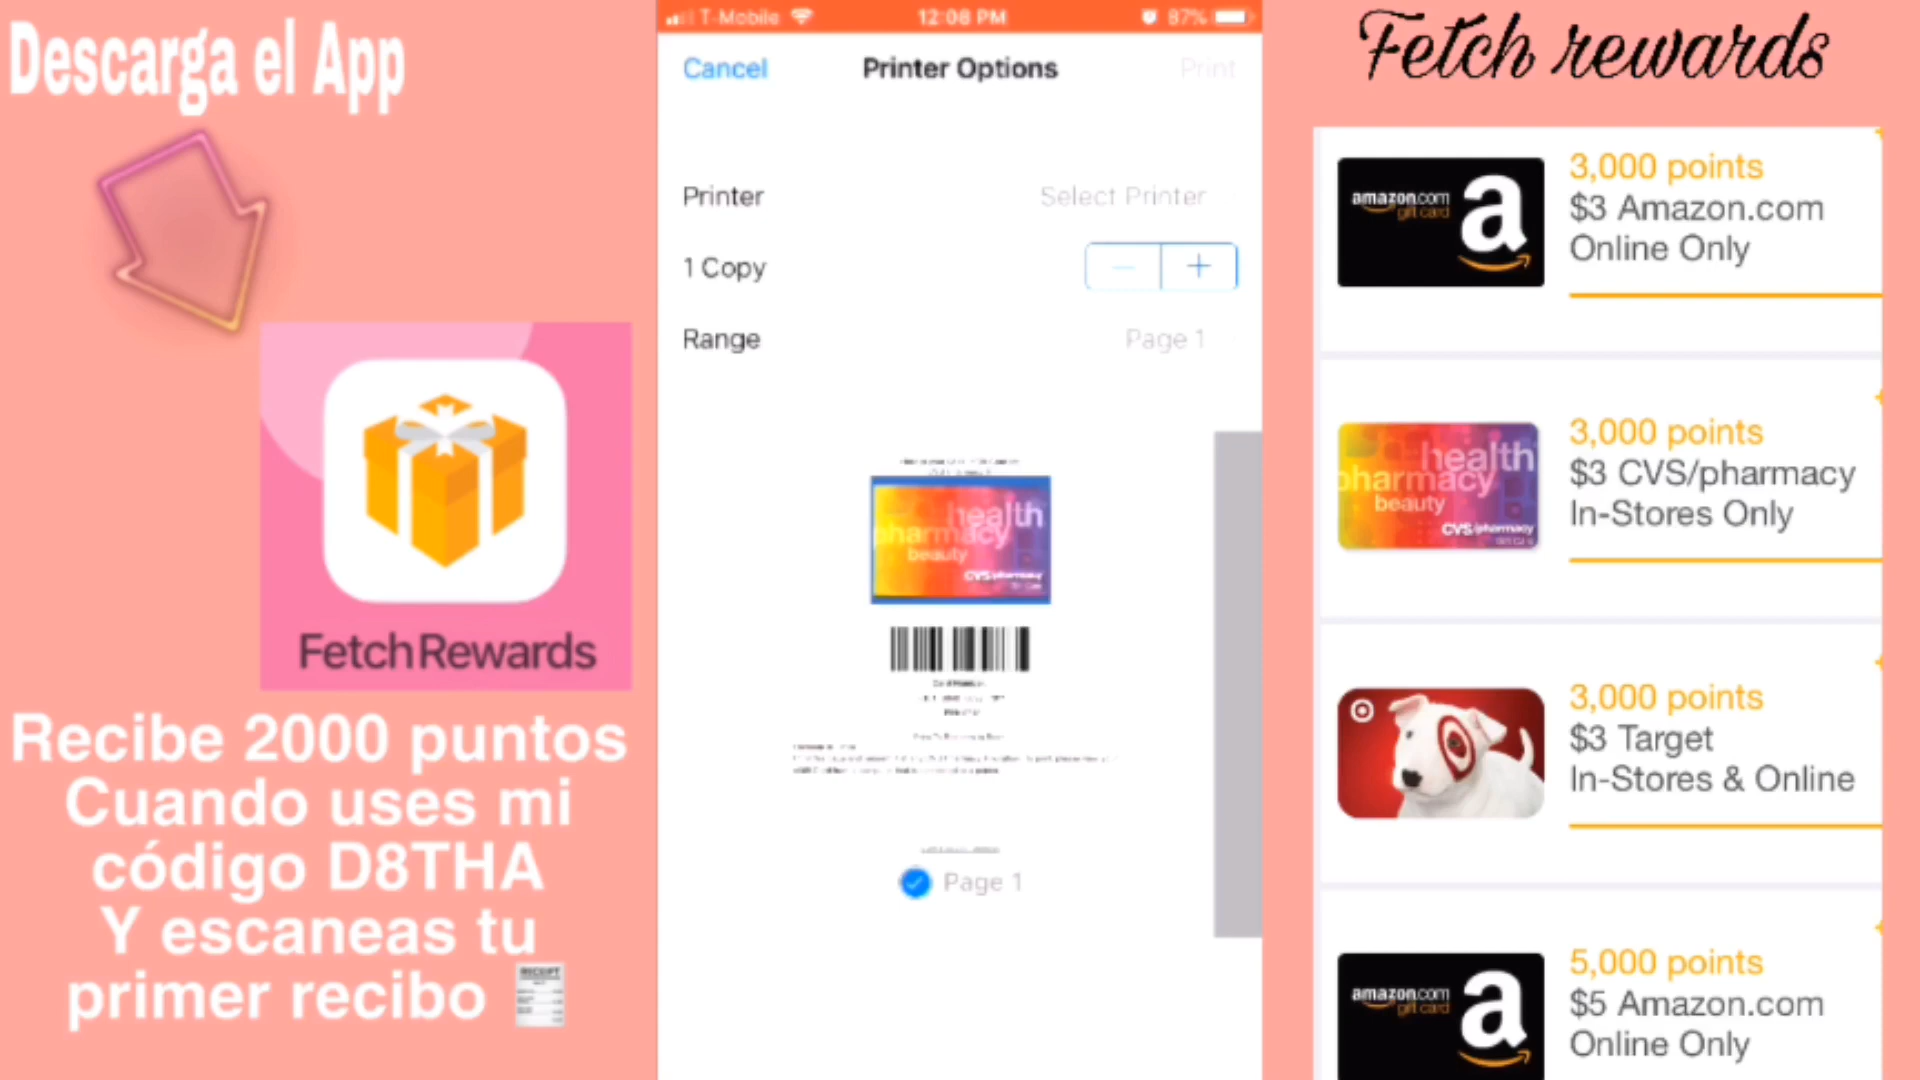 Descarga el App
FetchRewards
Recibe 2000 puntos
Cuando uses mi
código D8THA
Y escaneas tu
primer recibo
RECEIPT
T-Mobile
12:08 PM
87%
Cancel
Printer Options
Print
Printer
Select Printer
1 Copy
Range
Page 1
health
pharmacy
beauty
CVS/pharmacy
Page 1
Fetch rewards
amazon.com
gift card
3,000 points
$3 Amazon.com
Online Only
health
pharmacy
beauty
CVS/pharmacy
3,000 points
$3 CVS/pharmacy
In-Stores Only
3,000 points
$3 Target
In-Stores & Online
amazon.com
gift card
5,000 points
$5 Amazon.com
Online Only